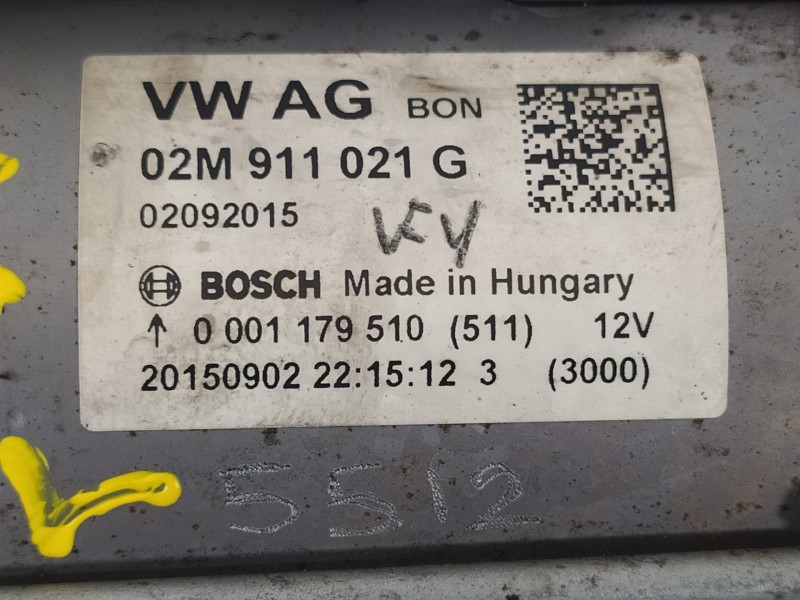 VW AG BON
02M 911 021 G
02092015
BOSCH Made in Hungary
↑ 0 001 179 510 (511) 12V
20150902 22:15:12 3 (3000)
5512